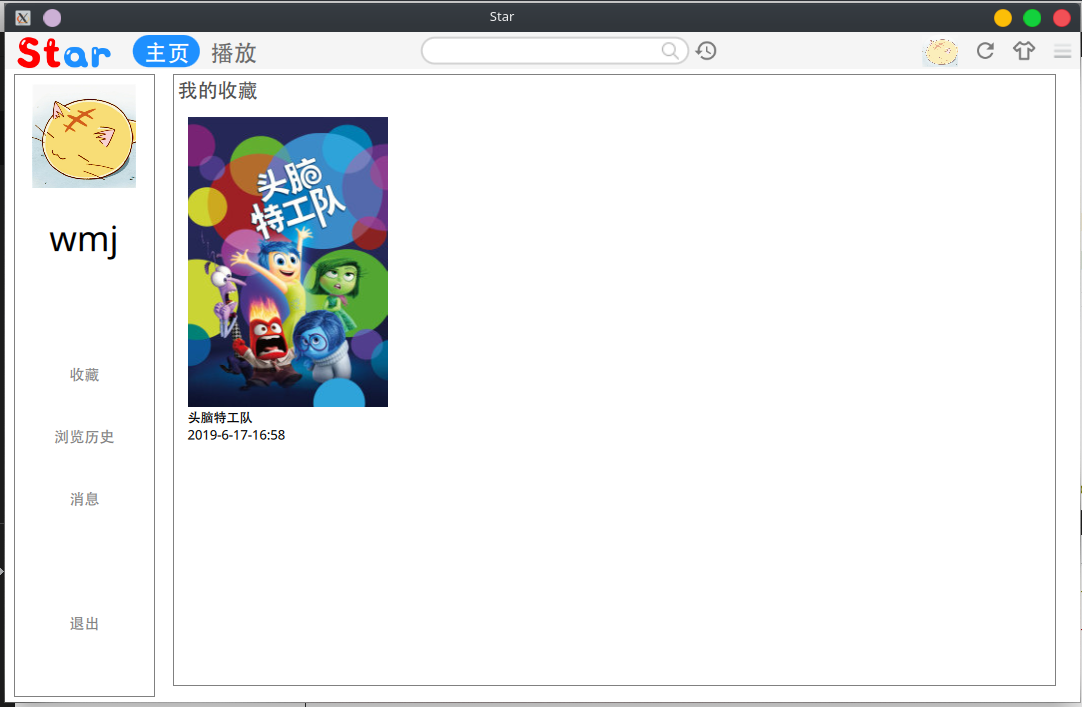 Star
Star 主页 播放
我的收藏
头脑
特工队
头脑特工队
2019-6-17-16:58
wmj
收藏
浏览历史
消息
退出